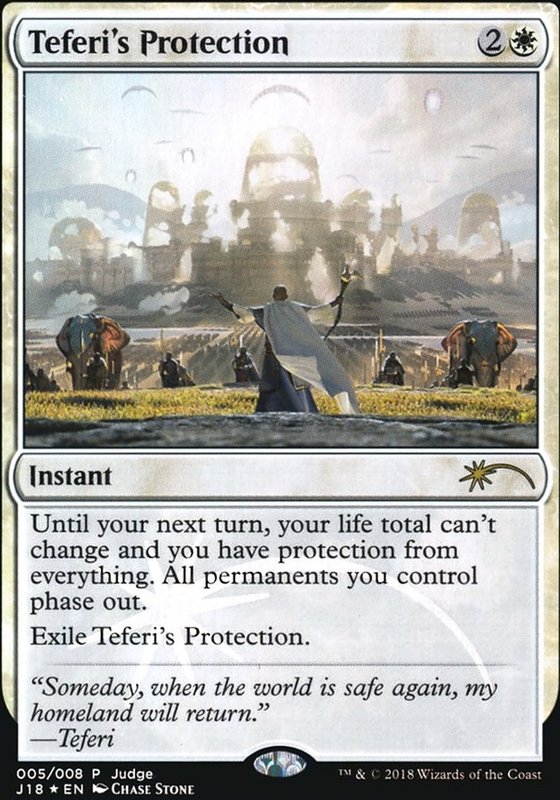 Teferi's Protection 2
Instant
Until your next turn, your life total can't
change and you have protection from
everything. All permanents you control
phase out.
Exile Teferi's Protection.
“Someday, when the world is safe again, my
homeland will return.”
—Teferi
005/008 P Judge
J18 ★ EN CHASE STONE
™ & © 2018 Wizards of the Coast